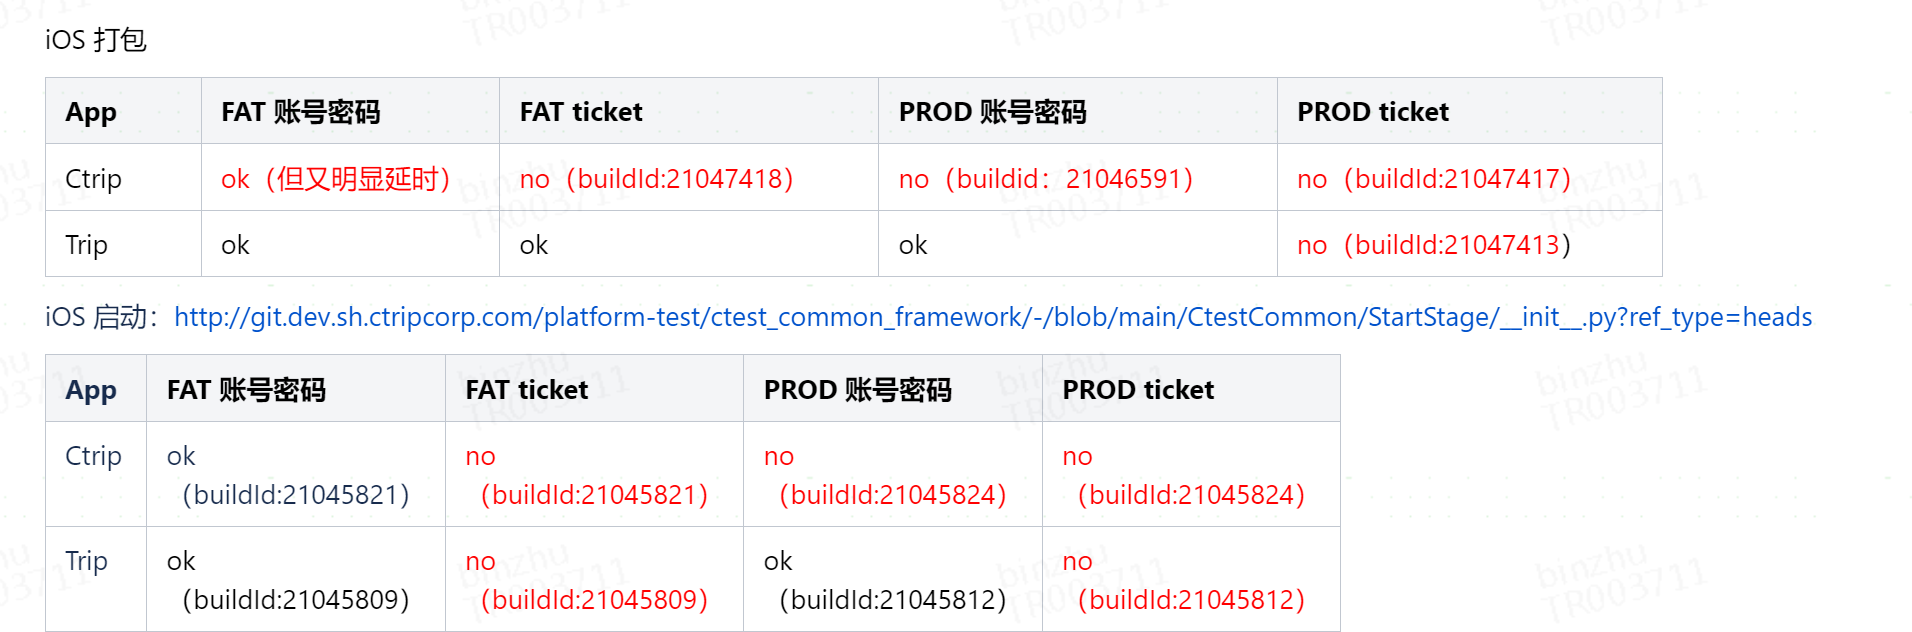 iOS 打包
App FAT 账号密码 FAT ticket PROD 账号密码 PROD ticket
Ctrip ok（但又明显延时） no（buildId:21047418） no（buildid：21046591） no（buildId:21047417）
Trip ok ok ok no（buildId:21047413）
iOS 启动：http://git.dev.sh.ctripcorp.com/platform-test/ctest_common_framework/-/blob/main/CtestCommon/StartStage/__init__.py?ref_type=heads
App FAT 账号密码 FAT ticket PROD 账号密码 PROD ticket
Ctrip ok no no no
（buildId:21045821） （buildId:21045821） （buildId:21045824） （buildId:21045824）
Trip ok no ok no
（buildId:21045809） （buildId:21045809） （buildId:21045812） （buildId:21045812）
binzhu
TR003711